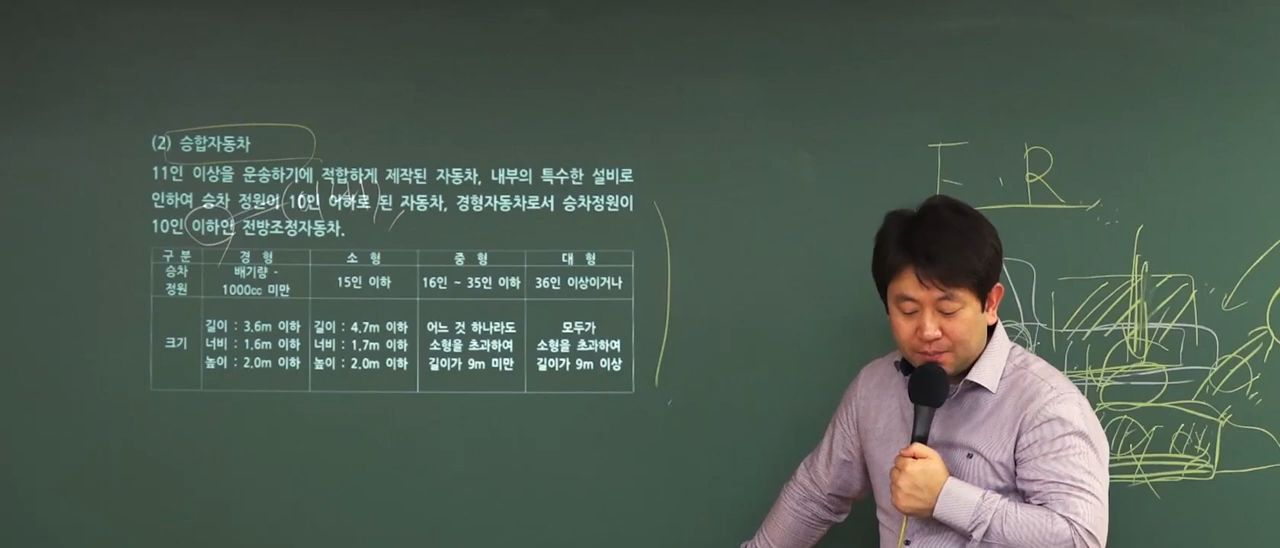 (2) 승합자동차
11인 이상을 운송하기에 적합하게 제작된 자동차, 내부의 특수한 설비로
인하여 승차 정원이 10인 이하로 된 자동차, 경형자동차로서 승차정원이
10인 이하인 전방조정자동차.
구 분 경 형 소 형 중 형 대 형
승차 정원 배기량 - 1000cc 미만 15인 이하 16인 ~ 35인 이하 36인 이상이거나
크기 길이 : 3.6m 이하 길이 : 4.7m 이하 어느 것 하나라도 모두가
너비 : 1.6m 이하 너비 : 1.7m 이하 소형을 초과하여 소형을 초과하여
높이 : 2.0m 이하 높이 : 2.0m 이하 길이가 9m 미만 길이가 9m 이상
F . R